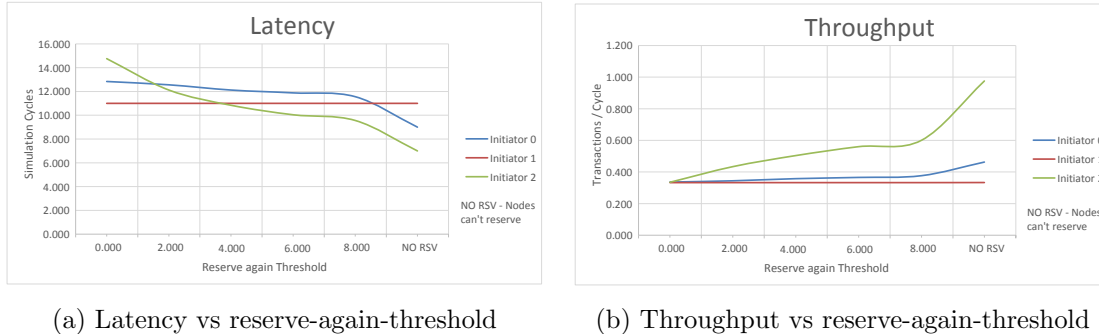 Latency
16.000
14.000
12.000
10.000
8.000
6.000
4.000
2.000
0.000
Simulation Cycles
0.000 2.000 4.000 6.000 8.000 NO RSV
Reserve again Threshold
Initiator 0
Initiator 1
Initiator 2
NO RSV - Nodes
can't reserve
Throughput
1.200
1.000
0.800
0.600
0.400
0.200
0.000
Transactions / Cycle
0.000 2.000 4.000 6.000 8.000 NO RSV
Reserve again Threshold
Initiator
Initiator
Initiator
NO RSV - Nodes
can't reserve
(a) Latency vs reserve-again-threshold
(b) Throughput vs reserve-again-threshold